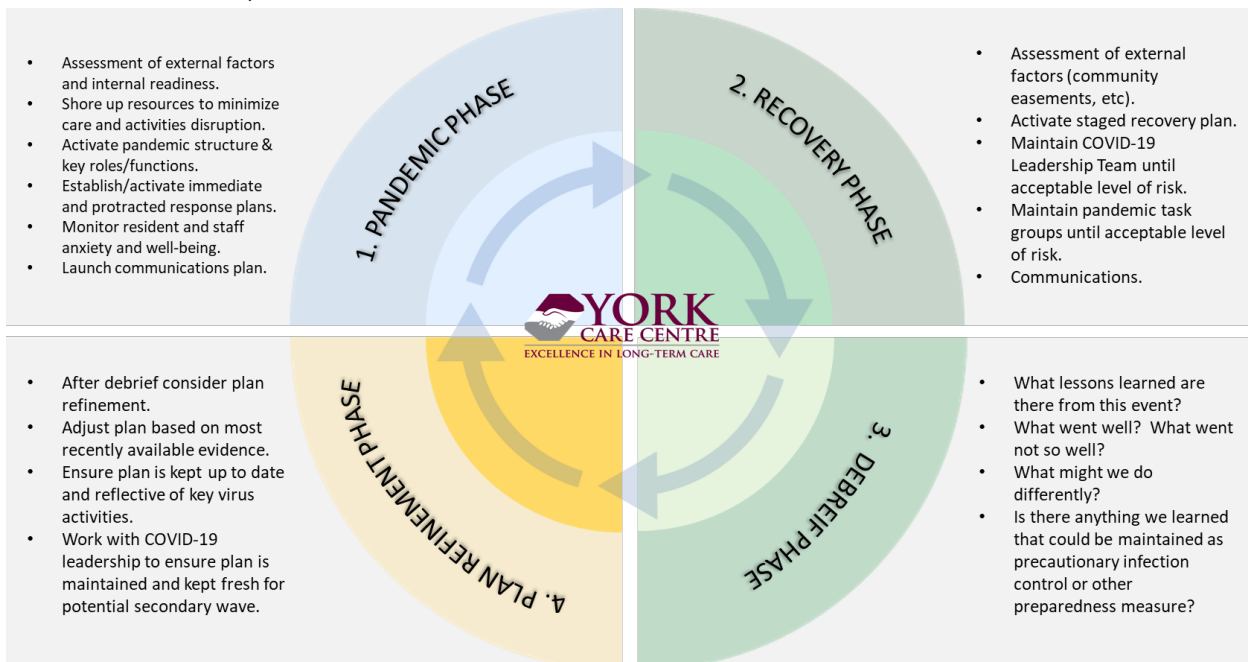 1. PANDEMIC PHASE
• Assessment of external factors
and internal readiness.
• Shore up resources to minimize
care and activities disruption.
• Activate pandemic structure &
key roles/functions.
• Establish/activate immediate
and protracted response plans.
• Monitor resident and staff
anxiety and well-being.
• Launch communications plan.
2. RECOVERY PHASE
• Assessment of external
factors (community
easements, etc).
• Activate staged recovery plan.
• Maintain COVID-19
Leadership Team until
acceptable level of risk.
• Maintain pandemic task
groups until acceptable level
of risk.
• Communications.
YORK
CARE CENTRE
EXCELLENCE IN LONG-TERM CARE
3. DEBREIF PHASE
• What lessons learned are
there from this event?
• What went well? What went
not so well?
• What might we do
differently?
• Is there anything we learned
that could be maintained as
precautionary infection
control or other
preparedness measure?
4. PLAN REFINEMENT PHASE
• After debrief consider plan
refinement.
• Adjust plan based on most
recently available evidence.
• Ensure plan is kept up to date
and reflective of key virus
activities.
• Work with COVID-19
leadership to ensure plan is
maintained and kept fresh for
potential secondary wave.